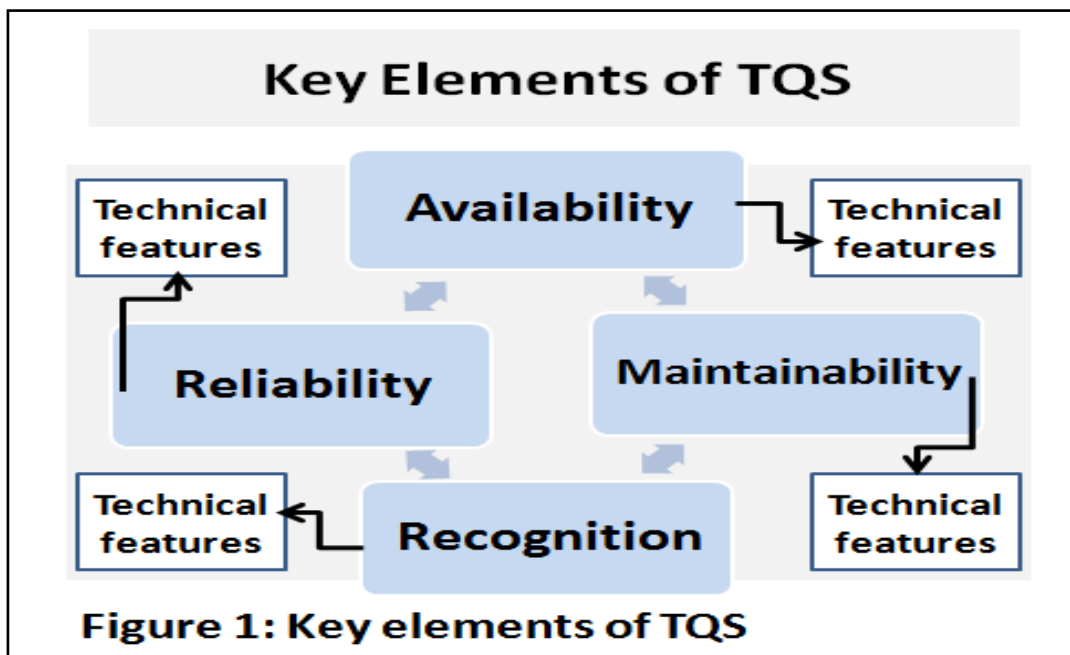 Key Elements of TQS
Availability
Technical
features
Technical
features
Reliability
Maintainability
Technical
features
Recognition
Technical
features
Figure 1: Key elements of TQS